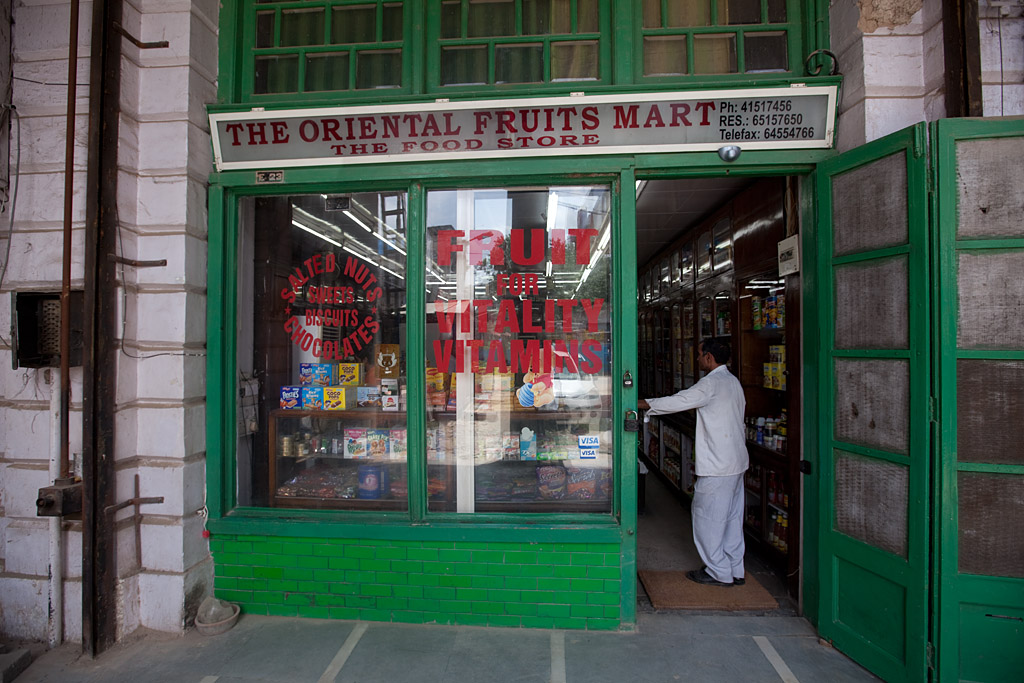 THE ORIENTAL FRUITS MART
THE FOOD STORE
Ph: 41517456
RES.: 65157650
Telefax: 64554766
E-23
SALTED NUTS
SWEETS
BISCUITS
CHOCOLATES
FRUIT
FOR
VITALITY
VITAMINS
VISA
VISA